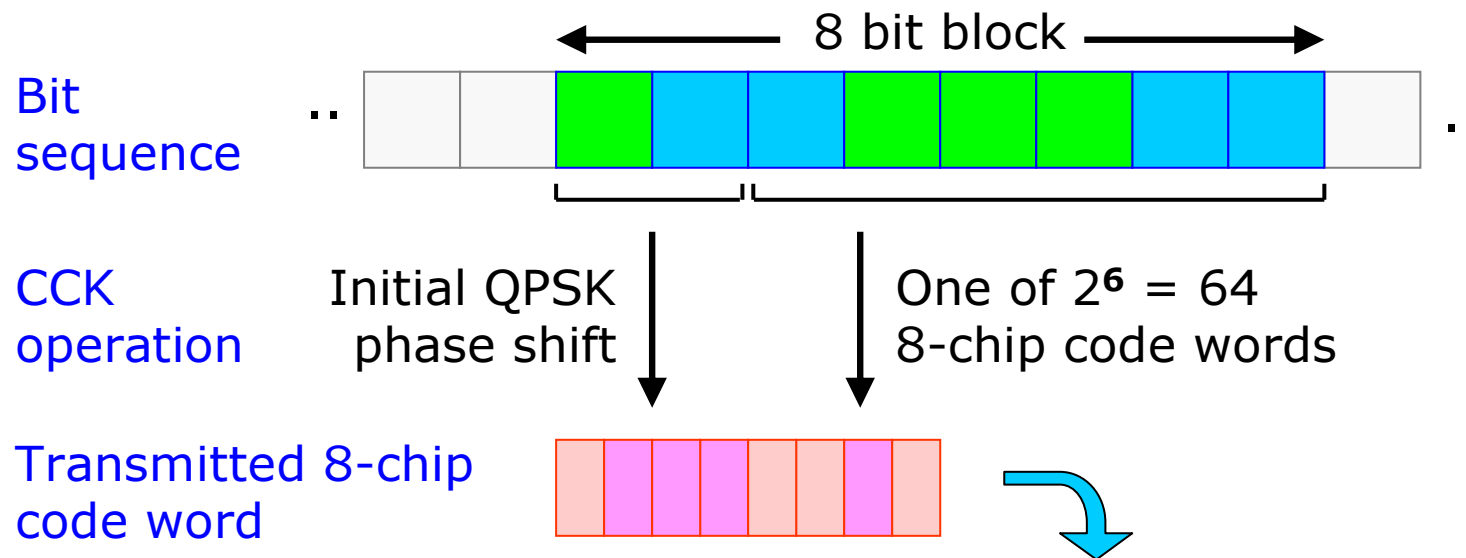 8 bit block
Bit
sequence
..
.
CCK
operation
Initial QPSK
phase shift
One of 2⁶ = 64
8-chip code words
Transmitted 8-chip
code word